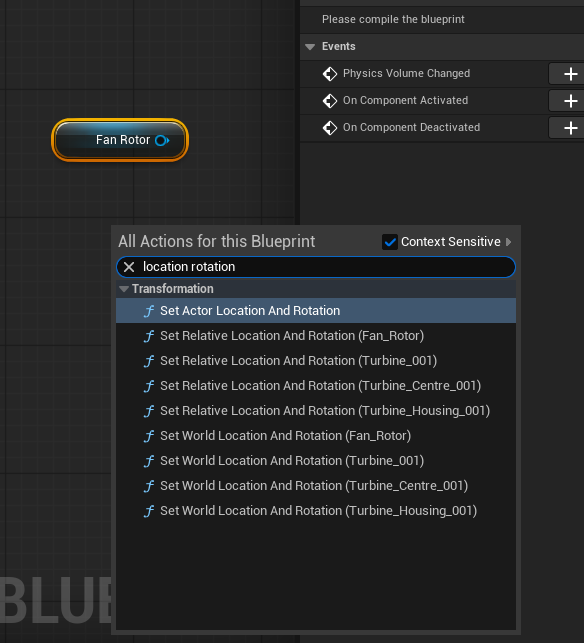 Please compile the blueprint
Events
Physics Volume Changed
On Component Activated
On Component Deactivated
Fan Rotor
All Actions for this Blueprint
Context Sensitive
location rotation
Transformation
Set Actor Location And Rotation
Set Relative Location And Rotation (Fan_Rotor)
Set Relative Location And Rotation (Turbine_001)
Set Relative Location And Rotation (Turbine_Centre_001)
Set Relative Location And Rotation (Turbine_Housing_001)
Set World Location And Rotation (Fan_Rotor)
Set World Location And Rotation (Turbine_001)
Set World Location And Rotation (Turbine_Centre_001)
Set World Location And Rotation (Turbine_Housing_001)